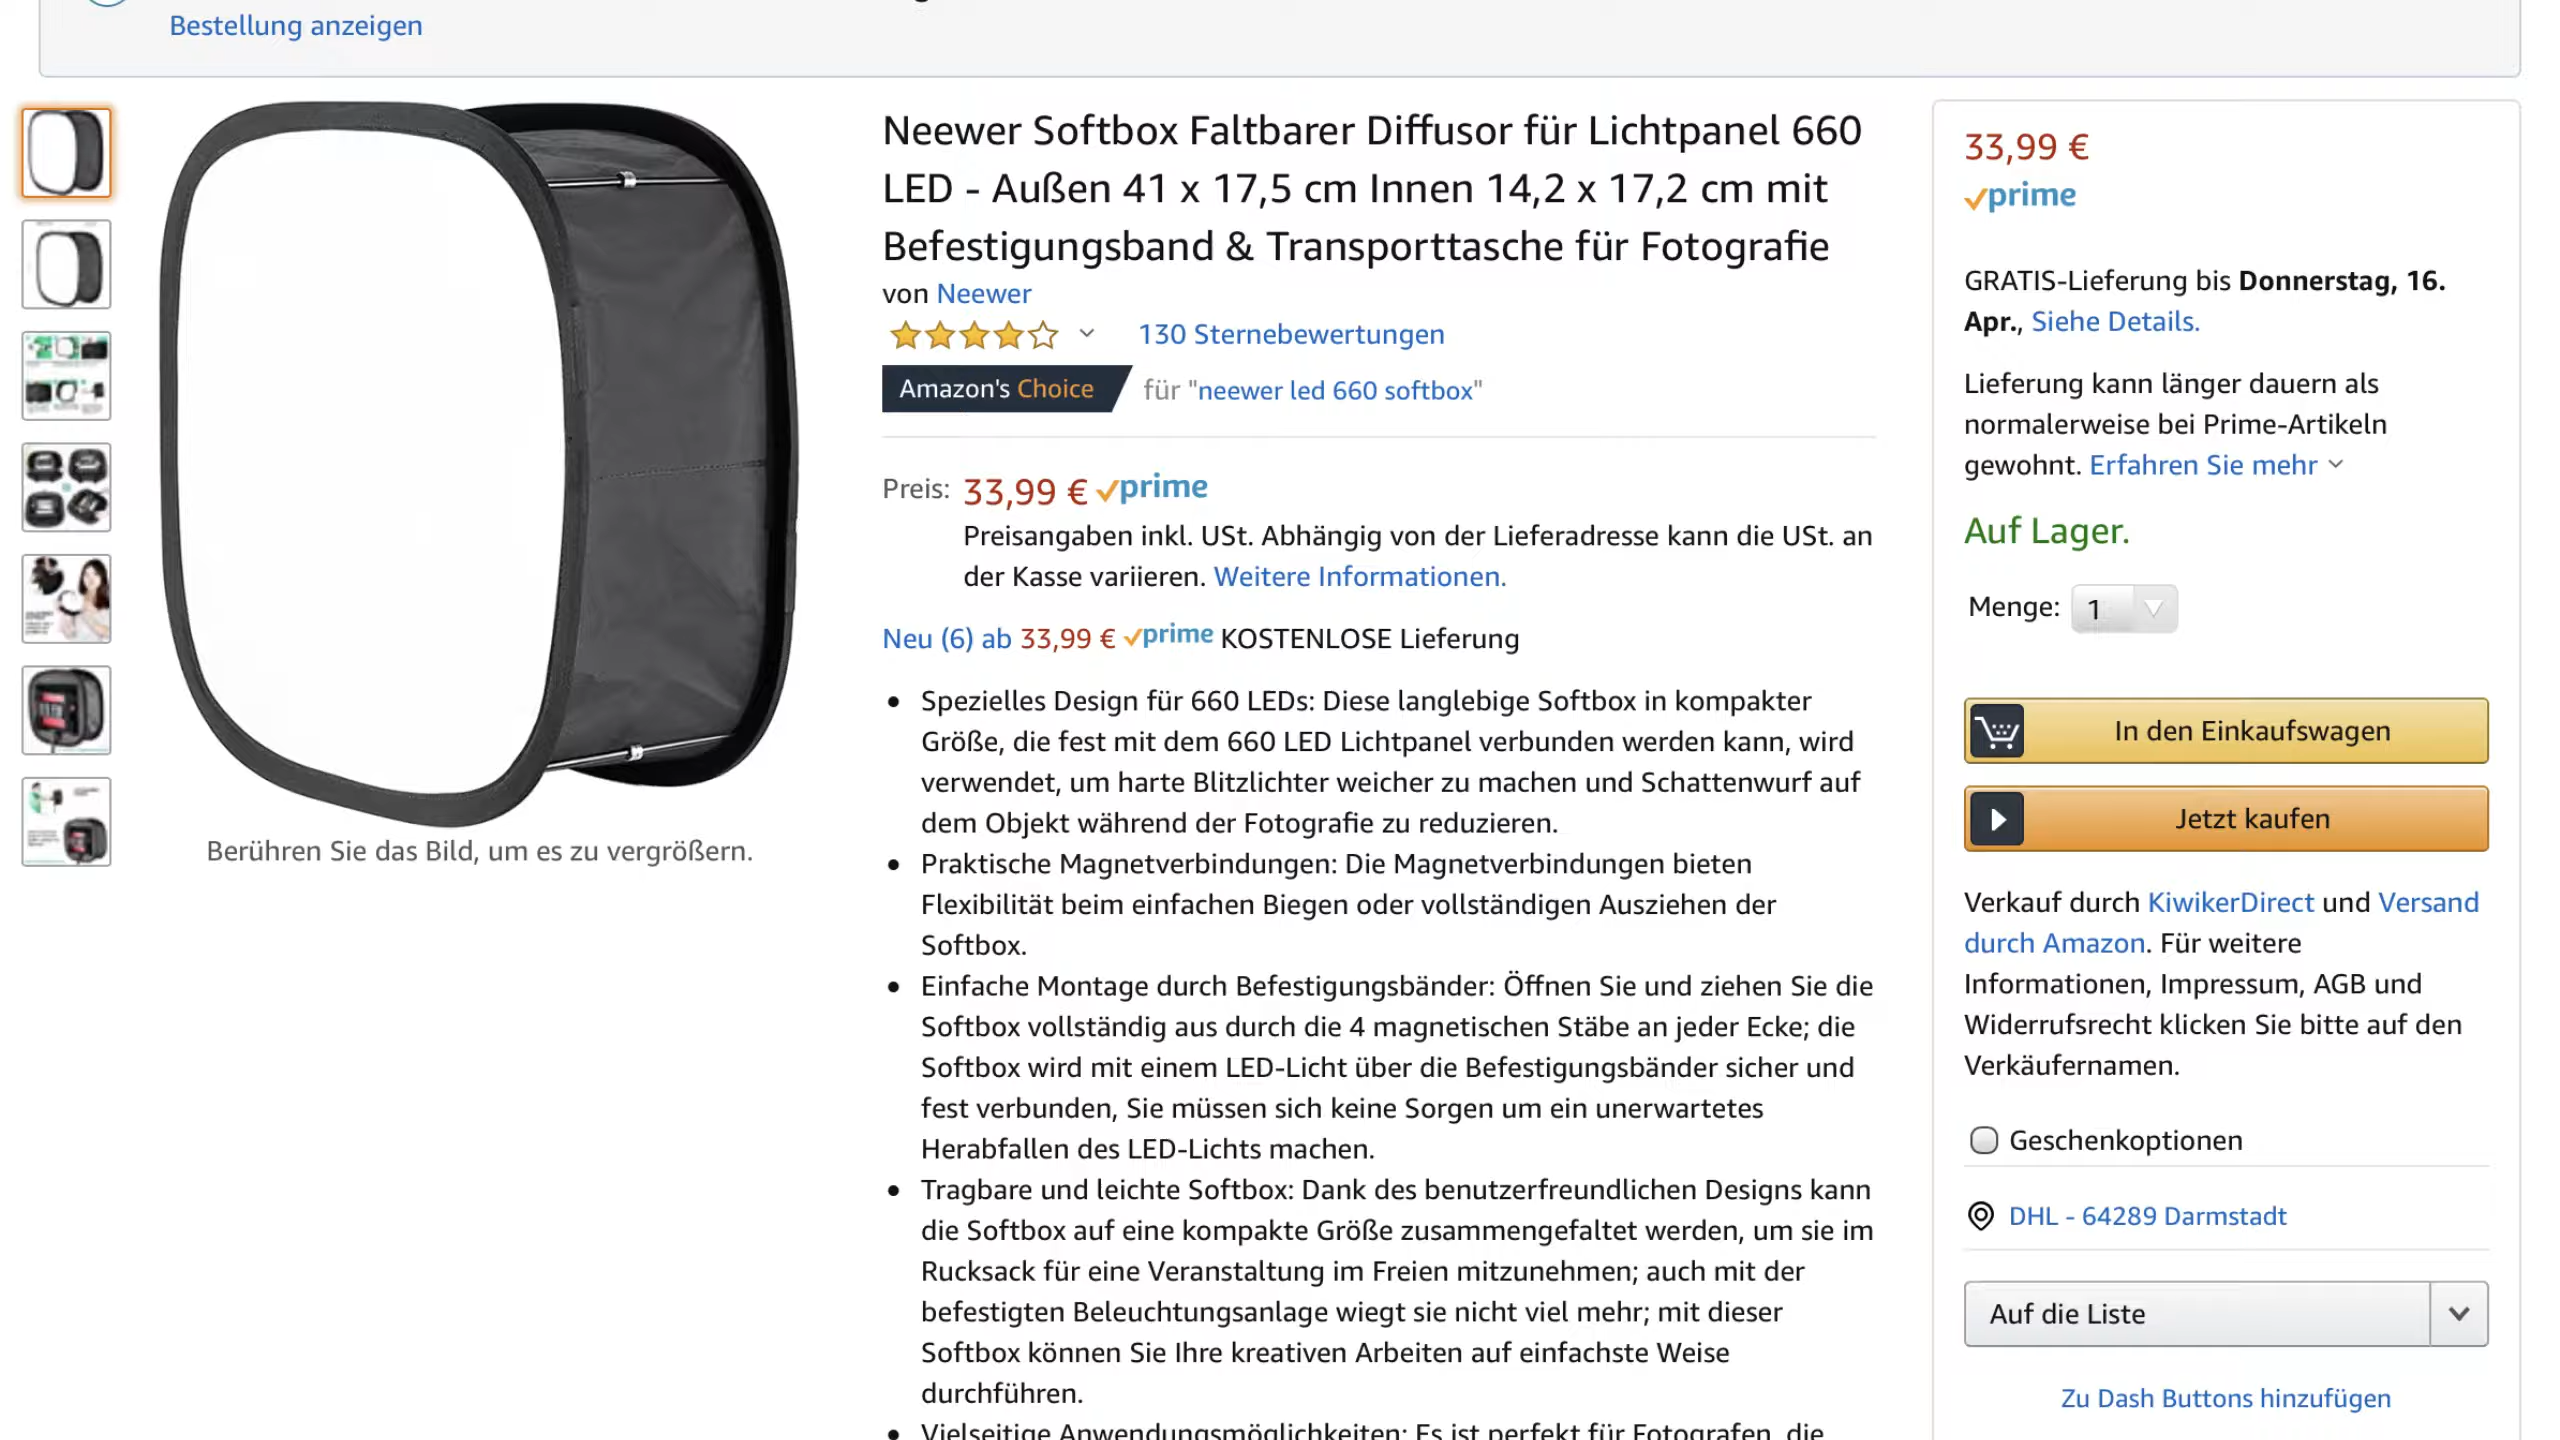 Bestellung anzeigen
Neewer Softbox Faltbarer Diffusor für Lichtpanel 660
LED - Außen 41 x 17,5 cm Innen 14,2 x 17,2 cm mit
Befestigungsband & Transporttasche für Fotografie
von Neewer
130 Sternebewertungen
Amazon's Choice für "neewer led 660 softbox"
Preis: 33,99 € prime
Preisangaben inkl. USt. Abhängig von der Lieferadresse kann die USt. an
der Kasse variieren. Weitere Informationen.
Neu (6) ab 33,99 € prime KOSTENLOSE Lieferung
Spezielles Design für 660 LEDs: Diese langlebige Softbox in kompakter
Größe, die fest mit dem 660 LED Lichtpanel verbunden werden kann, wird
verwendet, um harte Blitzlichter weicher zu machen und Schattenwurf auf
dem Objekt während der Fotografie zu reduzieren.
Praktische Magnetverbindungen: Die Magnetverbindungen bieten
Flexibilität beim einfachen Biegen oder vollständigen Ausziehen der
Softbox.
Einfache Montage durch Befestigungsbänder: Öffnen Sie und ziehen Sie die
Softbox vollständig aus durch die 4 magnetischen Stäbe an jeder Ecke; die
Softbox wird mit einem LED-Licht über die Befestigungsbänder sicher und
fest verbunden, Sie müssen sich keine Sorgen um ein unerwartetes
Herabfallen des LED-Lichts machen.
Tragbare und leichte Softbox: Dank des benutzerfreundlichen Designs kann
die Softbox auf eine kompakte Größe zusammengefaltet werden, um sie im
Rucksack für eine Veranstaltung im Freien mitzunehmen; auch mit der
befestigten Beleuchtungsanlage wiegt sie nicht viel mehr; mit dieser
Softbox können Sie Ihre kreativen Arbeiten auf einfachste Weise
durchführen.
Vielseitige Anwendungsmöglichkeiten: Es ist perfekt für Fotografen, die
Berühren Sie das Bild, um es zu vergrößern.
33,99 €
prime
GRATIS-Lieferung bis Donnerstag, 16.
Apr., Siehe Details.
Lieferung kann länger dauern als
normalerweise bei Prime-Artikeln
gewohnt. Erfahren Sie mehr
Auf Lager.
Menge: 1
In den Einkaufswagen
Jetzt kaufen
Verkauf durch KiwikerDirect und Versand
durch Amazon. Für weitere
Informationen, Impressum, AGB und
Widerrufsrecht klicken Sie bitte auf den
Verkäufernamen.
Geschenkoptionen
DHL - 64289 Darmstadt
Auf die Liste
Zu Dash Buttons hinzufügen